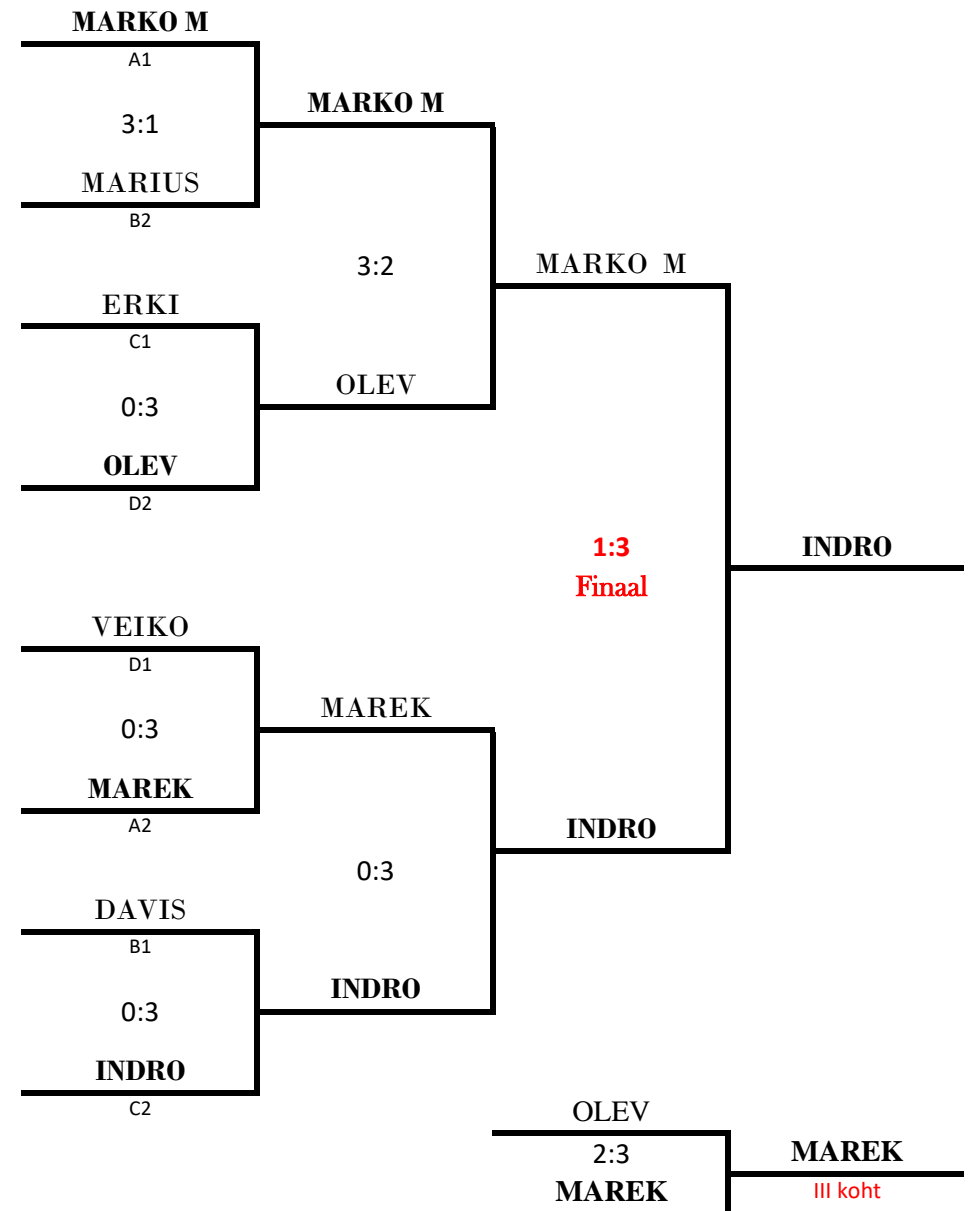 MARKO M
A1
MARKO M
3:1
MARIUS
B2
3:2
MARKO M
ERKI
C1
OLEV
0:3
OLEV
D2
1:3
INDRO
Finaal
VEIKO
D1
MAREK
0:3
MAREK
A2
INDRO
0:3
DAVIS
B1
INDRO
0:3
INDRO
C2
OLEV
2:3
MAREK
MAREK
III koht